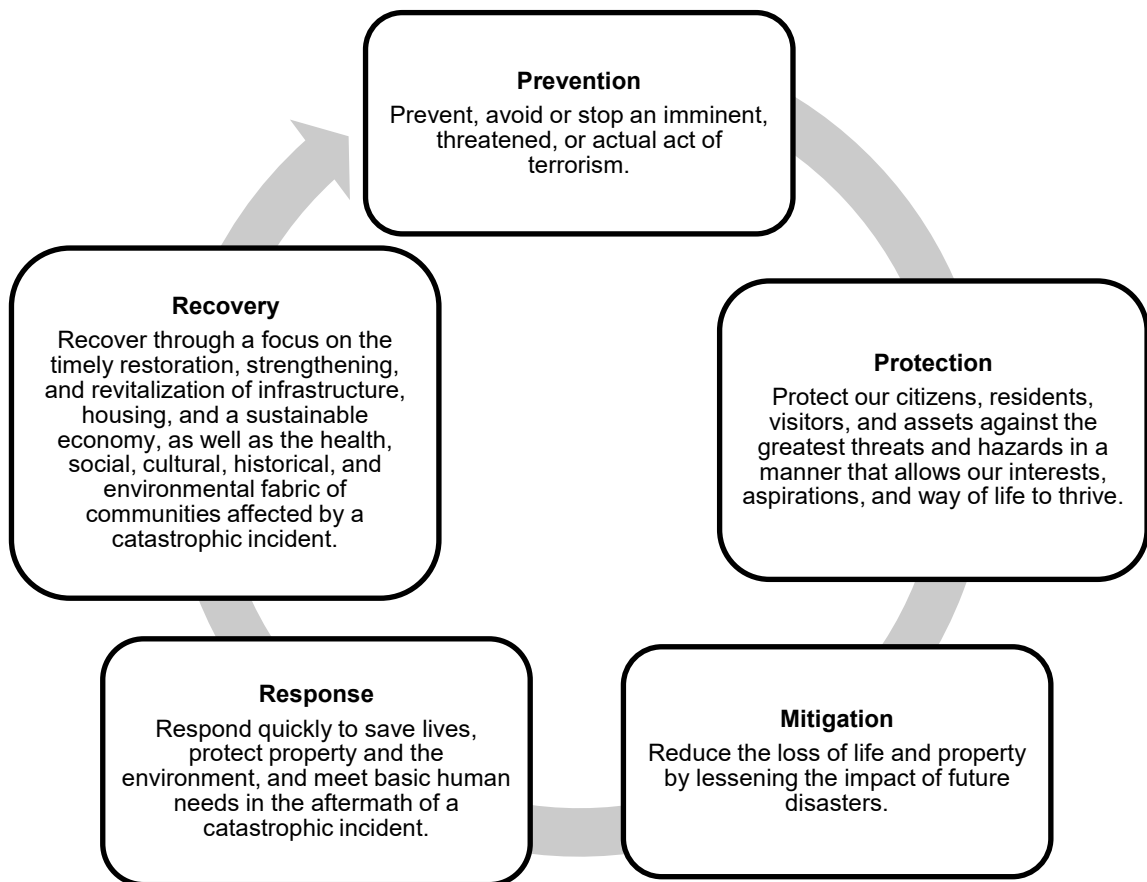 Prevention
Prevent, avoid or stop an imminent,
threatened, or actual act of
terrorism.
Protection
Protect our citizens, residents,
visitors, and assets against the
greatest threats and hazards in a
manner that allows our interests,
aspirations, and way of life to thrive.
Mitigation
Reduce the loss of life and property
by lessening the impact of future
disasters.
Response
Respond quickly to save lives,
protect property and the
environment, and meet basic human
needs in the aftermath of a
catastrophic incident.
Recovery
Recover through a focus on the
timely restoration, strengthening,
and revitalization of infrastructure,
housing, and a sustainable
economy, as well as the health,
social, cultural, historical, and
environmental fabric of
communities affected by a
catastrophic incident.